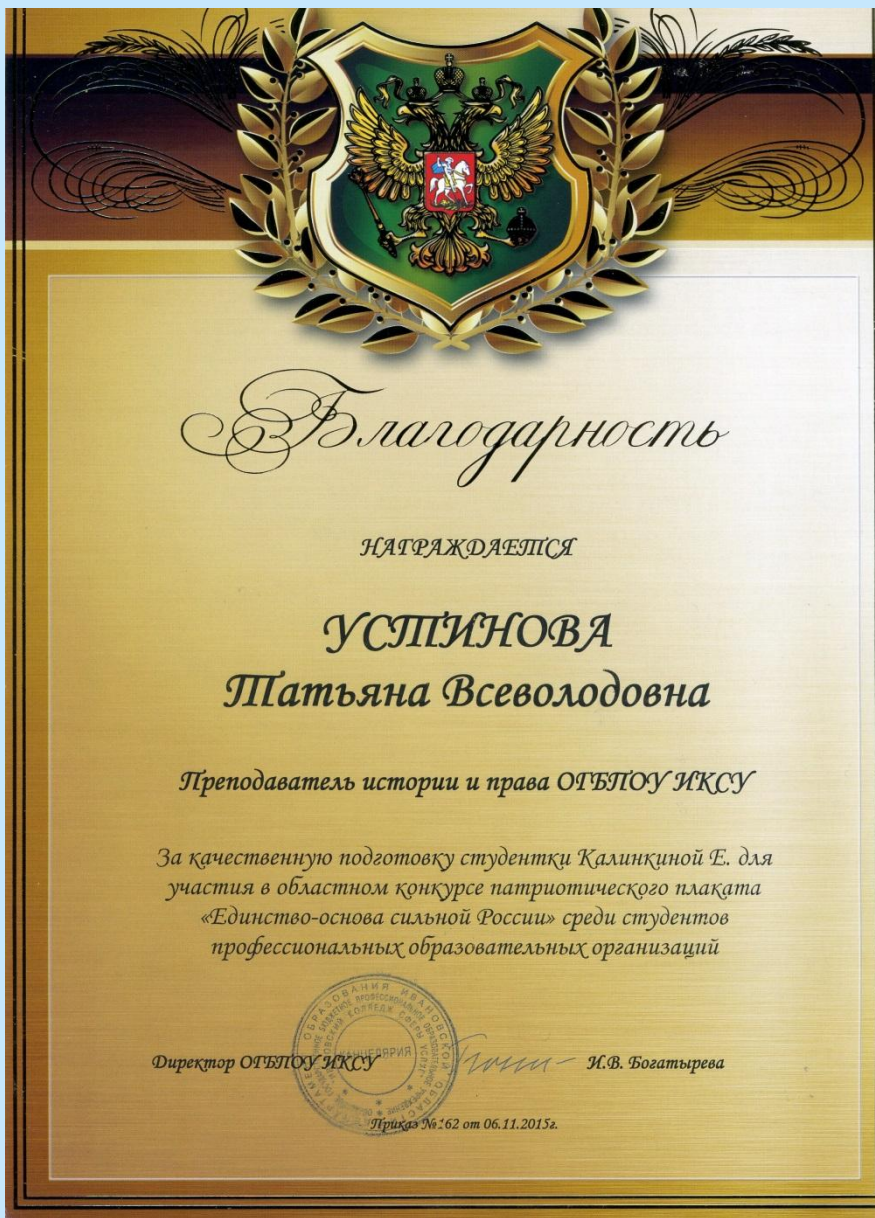 Благодарность
НАГРАЖДАЕТСЯ
УСТИНОВА
Татьяна Всеволодовна
Преподаватель истории и права ОГБПОУ ИКСУ
За качественную подготовку студентки Калинкиной Е. для
участия в областном конкурсе патриотического плаката
«Единство-основа сильной России» среди студентов
профессиональных образовательных организаций
КАНЦЕЛЯРИЯ
Директор ОГБПОУ ИКСУ И.В. Богатырева
Приказ №162 от 06.11.2015г.